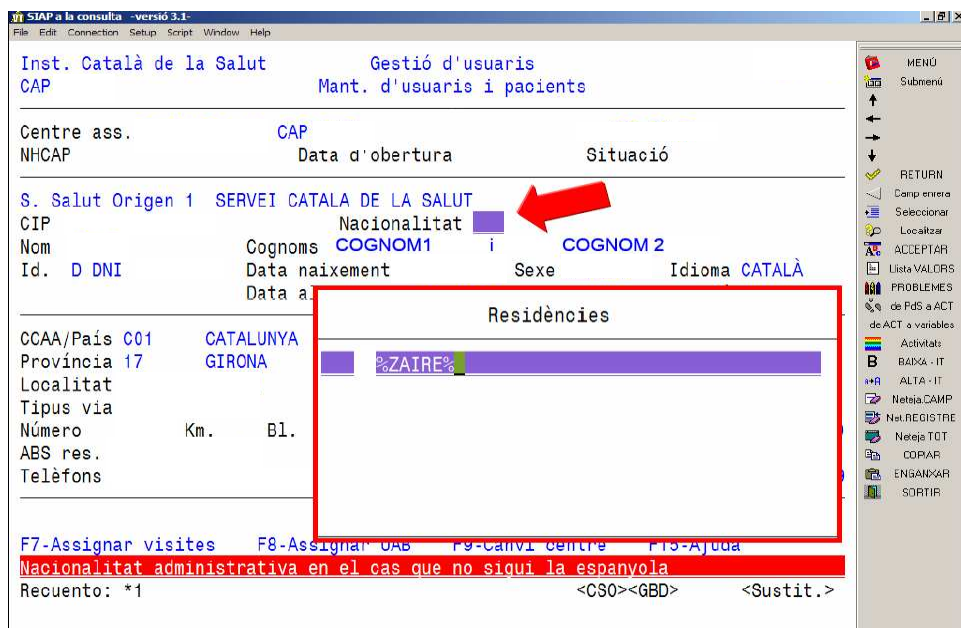 SIAP a la consulta -versió 3.1-
File Edit Connection Setup Script Window Help
Inst. Català de la Salut Gestió d'usuaris
CAP Mant. d'usuaris i pacients
Centre ass. CAP
NHCAP Data d'obertura Situació
S. Salut Origen 1 SERVEI CATALA DE LA SALUT
CIP Nacionalitat
Nom Cognoms COGNOM1 i COGNOM 2
Id. D DNI Data naixement Sexe Idioma CATALÀ
Data al
Residències
CCAA/País C01 CATALUNYA
%ZAIRE%
Província 17 GIRONA
Localitat
Tipus via
Número Km. Bl.
ABS res.
Telèfons
F7-Assignar visites F8-Assignar UAB F9-Canvi centre F15-Ajuda
Nacionalitat administrativa en el cas que no sigui la espanyola
Recuento: *1 <CSO><GBD> <Sustit.>
MENÚ
Submenú
RETURN
Camp enrera
Seleccionar
Localitzar
ACCEPTAR
Llista VALORS
PROBLEMES
de PdS a ACT
de ACT a variables
Activitats
B BAIXA - IT
ALTA - IT
Neteja.CAMP
Net.REGISTRE
Neteja TOT
COPIAR
ENGANXAR
SORTIR